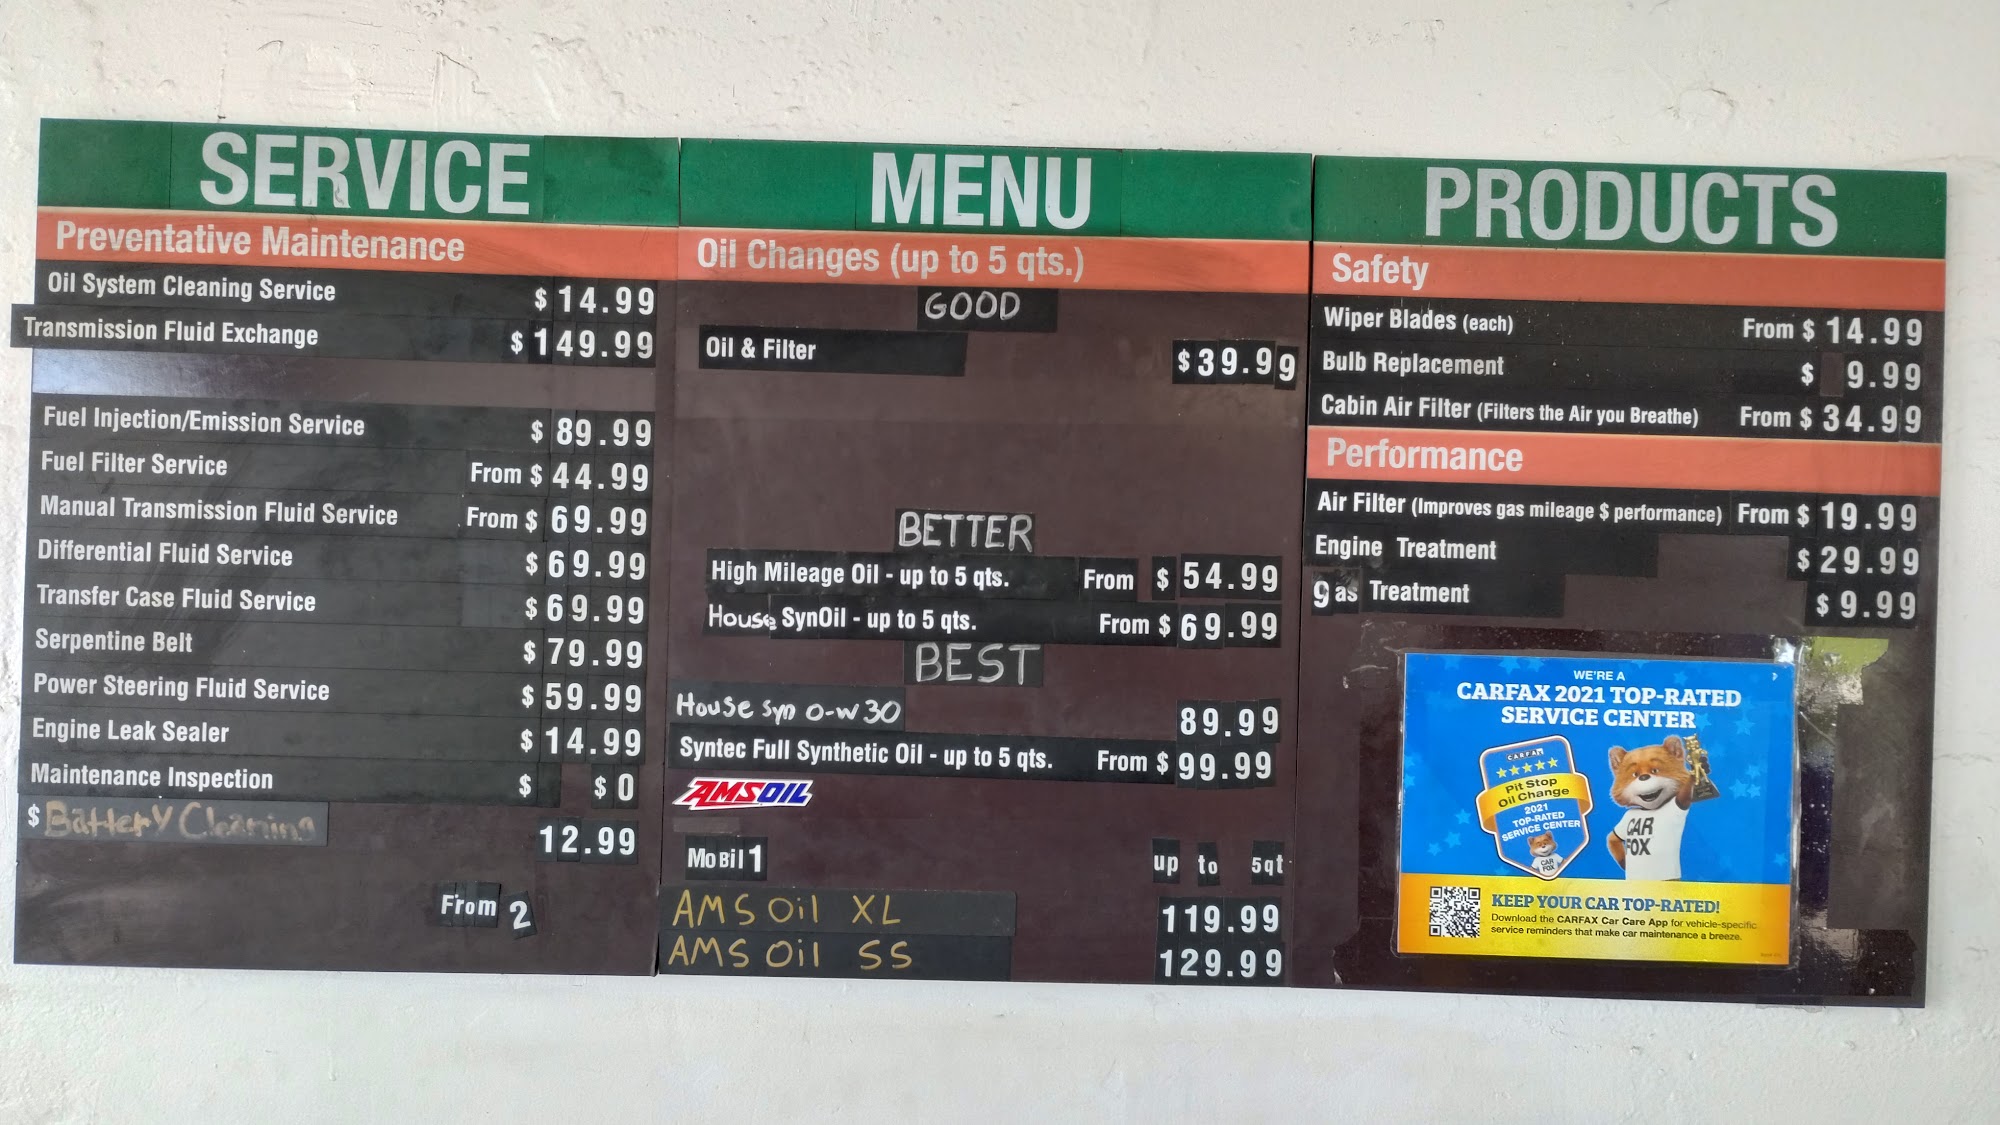 SERVICE
Preventative Maintenance
Oil System Cleaning Service $ 14.99
Transmission Fluid Exchange $ 149.99
Fuel Injection/Emission Service $ 89.99
Fuel Filter Service From $ 44.99
Manual Transmission Fluid Service From $ 69.99
Differential Fluid Service $ 69.99
Transfer Case Fluid Service $ 69.99
Serpentine Belt $ 79.99
Power Steering Fluid Service $ 59.99
Engine Leak Sealer $ 14.99
Maintenance Inspection $ $0
$ Battery Cleaning 12.99
From 2
MENU
Oil Changes (up to 5 qts.)
GOOD
Oil & Filter $39.99
BETTER
High Mileage Oil - up to 5 qts. From $ 54.99
House SynOil - up to 5 qts. From $ 69.99
BEST
House Syn 0-w30 89.99
Syntec Full Synthetic Oil - up to 5 qts. From $ 99.99
AMSOIL
Mobil 1 up to 5qt
AMS Oil XL 119.99
AMS Oil SS 129.99
PRODUCTS
Safety
Wiper Blades (each) From $ 14.99
Bulb Replacement $ 9.99
Cabin Air Filter (Filters the Air you Breathe) From $ 34.99
Performance
Air Filter (Improves gas mileage $ performance) From $ 19.99
Engine Treatment $ 29.99
gas Treatment $ 9.99
WE'RE A
CARFAX 2021 TOP-RATED
SERVICE CENTER
CARFAX
Pit Stop
Oil Change
2021
TOP-RATED
SERVICE CENTER
CAR
FOX
CAR
FOX
KEEP YOUR CAR TOP-RATED!
Download the CARFAX Car Care App for vehicle-specific
service reminders that make car maintenance a breeze.